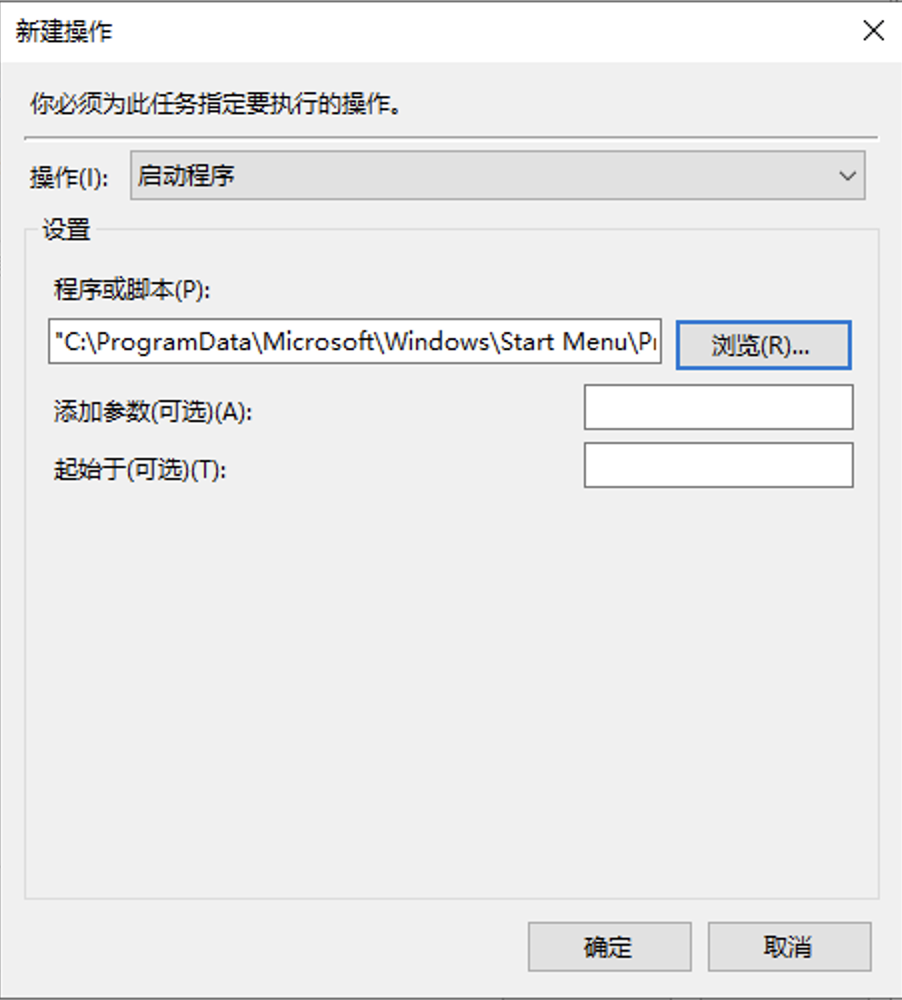 新建操作
你必须为此任务指定要执行的操作。
操作(I): 启动程序
设置
程序或脚本(P):
"C:\ProgramData\Microsoft\Windows\Start Menu\Pr 浏览(R)...
添加参数(可选)(A):
起始于(可选)(T):
确定 取消